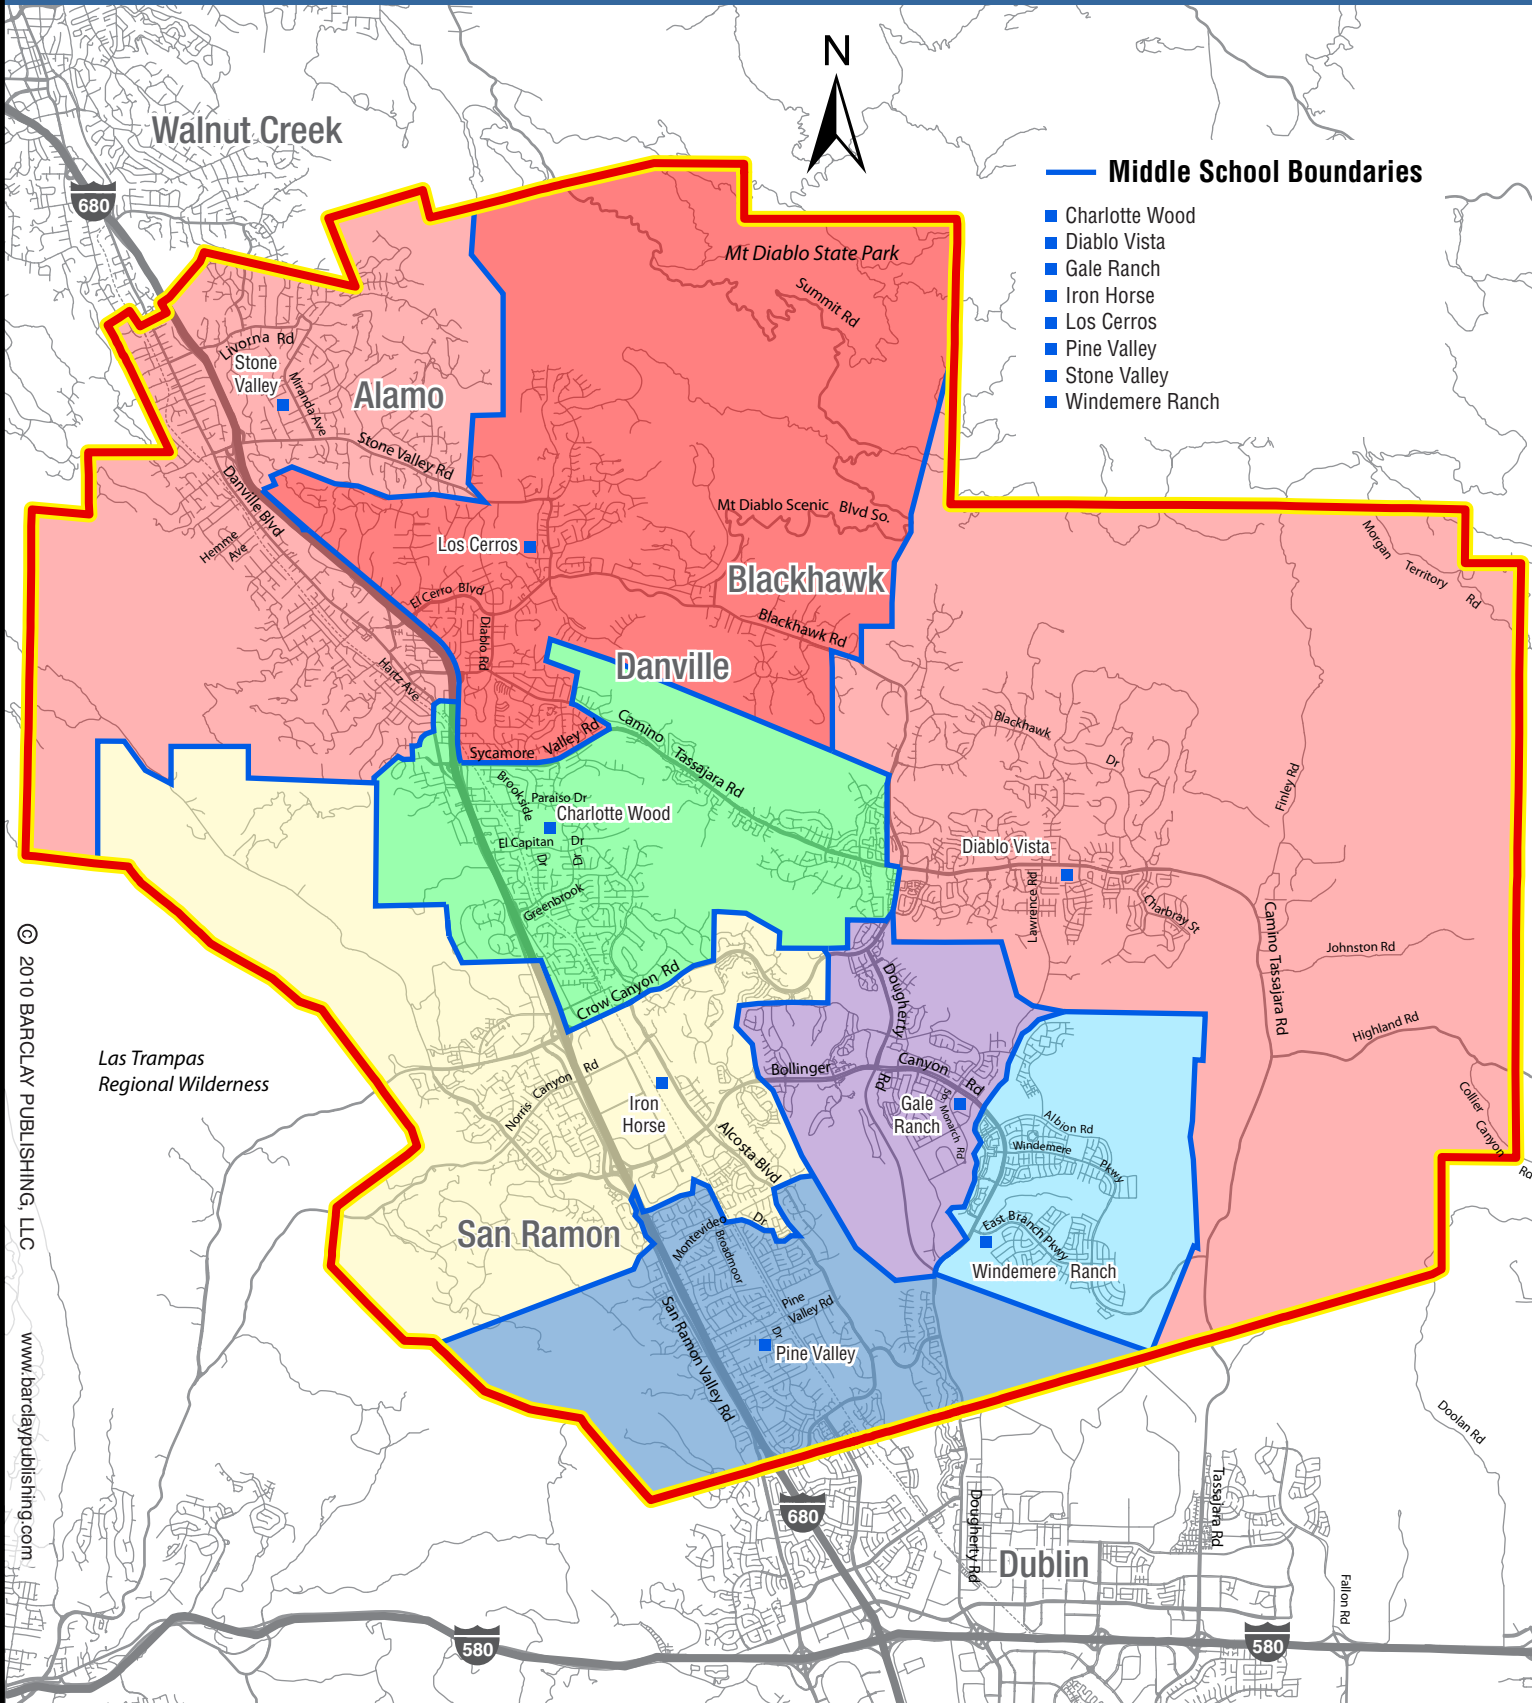 N
Walnut Creek
Middle School Boundaries
680
Charlotte Wood
Diablo Vista
Gale Ranch
Iron Horse
Los Cerros
Pine Valley
Stone Valley
Windemere Ranch
Mt Diablo State Park
Summit Rd
Livorna Rd
Stone
Valley
Miranda Ave
Alamo
Stone Valley Rd
Danville Blvd
Hemme
Ave
Mt Diablo Scenic Blvd So.
Los Cerros
Blackhawk
Morgan Territory Rd
El Cerro Blvd
Diablo Rd
Blackhawk Rd
Danville
Hartz Ave
Sycamore Valley Rd
Camino Tassajara Rd
Blackhawk Dr
Finley Rd
Brookside
Dr
Paraiso Dr
Charlotte Wood
El Capitan Dr
Dr
Greenbrook
Diablo Vista
Lawrence Rd
Charbray St
Camino Tassajara Rd
Johnston Rd
Highland Rd
Collier Canyon Rd
Crow Canyon Rd
Dougherty Rd
Bollinger Canyon Rd
Las Trampas
Regional Wilderness
Norris Canyon Rd
Iron
Horse
Alcosta Blvd
Gale
Ranch
So. Monarch Rd
Albion Rd
Windemere Pkwy
San Ramon
Montevideo Dr
Broadmoor
Dr
East Branch Pkwy
Windemere Ranch
Pine
Valley Rd
Pine Valley
San Ramon Valley Rd
© 2010 BARCLAY PUBLISHING, LLC www.barclaypublishing.com
Doolan Rd
680
Dougherty Rd
Tassajara Rd
Dublin
Fallon Rd
580
580